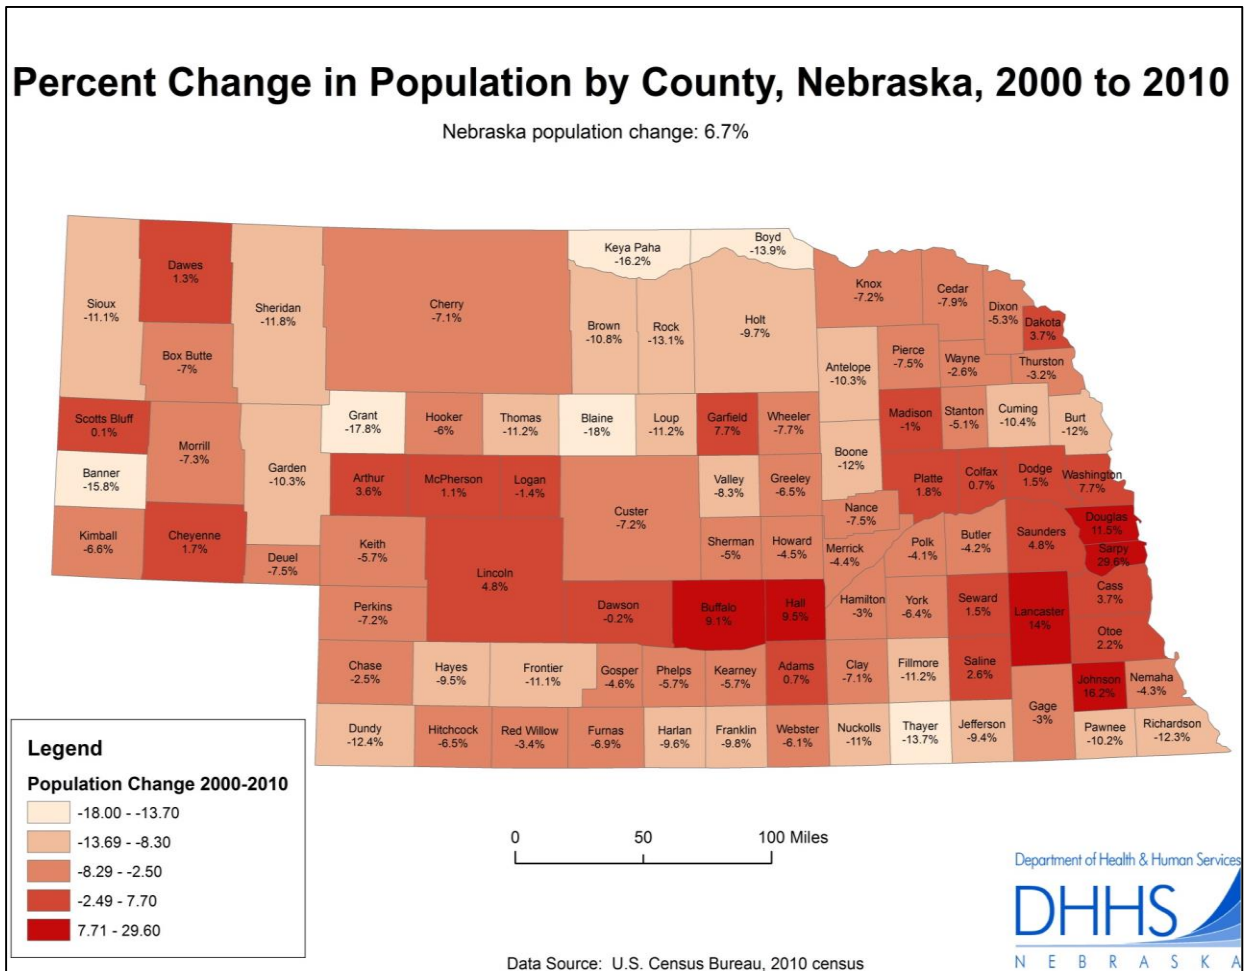 Percent Change in Population by County, Nebraska, 2000 to 2010
Nebraska population change: 6.7%
Sioux
-11.1%
Dawes
1.3%
Box Butte
-7%
Sheridan
-11.8%
Cherry
-7.1%
Keya Paha
-16.2%
Boyd
-13.9%
Brown
-10.8%
Rock
-13.1%
Holt
-9.7%
Knox
-7.2%
Cedar
-7.9%
Dixon
-5.3%
Dakota
3.7%
Antelope
-10.3%
Pierce
-7.5%
Wayne
-2.6%
Thurston
-3.2%
Scotts Bluff
0.1%
Banner
-15.8%
Kimball
-6.6%
Morrill
-7.3%
Cheyenne
1.7%
Garden
-10.3%
Deuel
-7.5%
Grant
-17.8%
Hooker
-6%
Thomas
-11.2%
Blaine
-18%
Loup
-11.2%
Garfield
7.7%
Wheeler
-7.7%
Boone
-12%
Madison
-1%
Stanton
-5.1%
Cuming
-10.4%
Burt
-12%
Arthur
3.6%
McPherson
1.1%
Logan
-1.4%
Custer
-7.2%
Valley
-8.3%
Greeley
-6.5%
Nance
-7.5%
Platte
1.8%
Colfax
0.7%
Dodge
1.5%
Washington
7.7%
Keith
-5.7%
Lincoln
4.8%
Sherman
-5%
Howard
-4.5%
Merrick
-4.4%
Polk
-4.1%
Butler
-4.2%
Saunders
4.8%
Douglas
11.5%
Sarpy
29.6%
Perkins
-7.2%
Dawson
-0.2%
Buffalo
9.1%
Hall
9.5%
Hamilton
-3%
York
-6.4%
Seward
1.5%
Lancaster
14%
Cass
3.7%
Otoe
2.2%
Chase
-2.5%
Hayes
-9.5%
Frontier
-11.1%
Gosper
-4.6%
Phelps
-5.7%
Kearney
-5.7%
Adams
0.7%
Clay
-7.1%
Fillmore
-11.2%
Saline
2.6%
Gage
-3%
Johnson
16.2%
Nemaha
-4.3%
Dundy
-12.4%
Hitchcock
-6.5%
Red Willow
-3.4%
Furnas
-6.9%
Harlan
-9.6%
Franklin
-9.8%
Webster
-6.1%
Nuckolls
-11%
Thayer
-13.7%
Jefferson
-9.4%
Pawnee
-10.2%
Richardson
-12.3%
Legend
Population Change 2000-2010
-18.00 - -13.70
-13.69 - -8.30
-8.29 - -2.50
-2.49 - 7.70
7.71 - 29.60
0 50 100 Miles
Data Source: U.S. Census Bureau, 2010 census
Department of Health & Human Services
DHHS
NEBRASKA